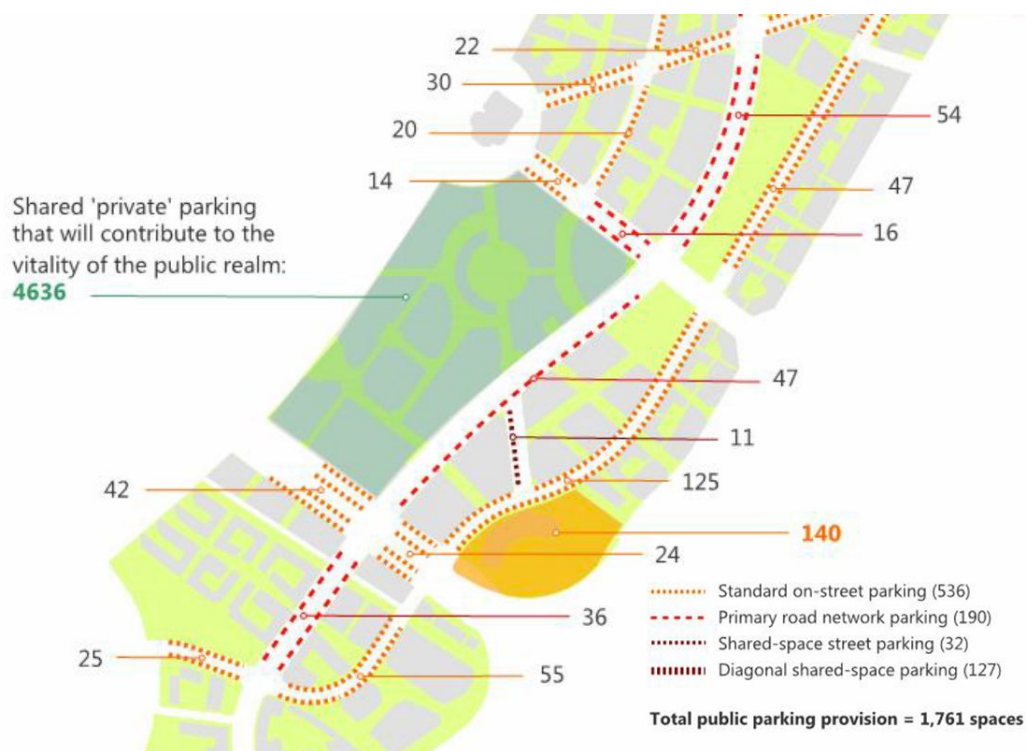 22
30
54
20
14
47
Shared 'private' parking
that will contribute to the
vitality of the public realm:
4636
16
47
11
42
125
140
24
Standard on-street parking (536)
Primary road network parking (190)
36
Shared-space street parking (32)
25
55
Diagonal shared-space parking (127)
Total public parking provision = 1,761 spaces